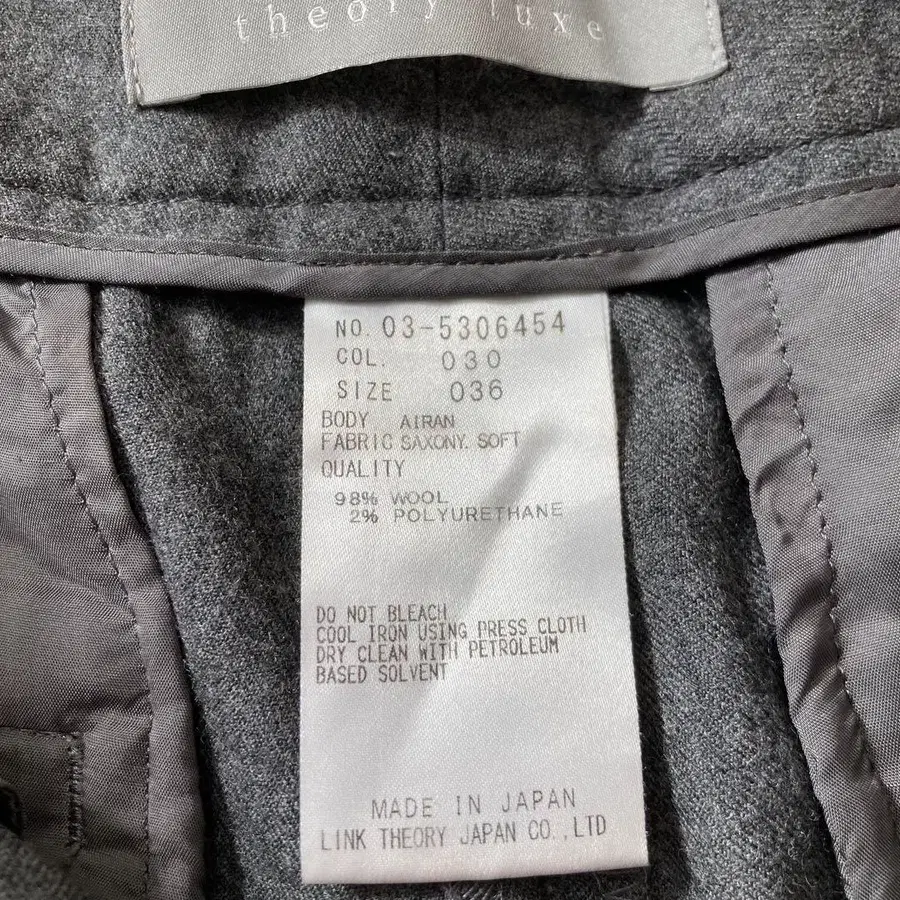 theory luxe
NO. 03-5306454
COL. 030
SIZE 036
BODY AIRAN
FABRIC SAXONY. SOFT
QUALITY
98% WOOL
2% POLYURETHANE
DO NOT BLEACH
COOL IRON USING PRESS CLOTH
DRY CLEAN WITH PETROLEUM
BASED SOLVENT
MADE IN JAPAN
LINK THEORY JAPAN CO.,LTD